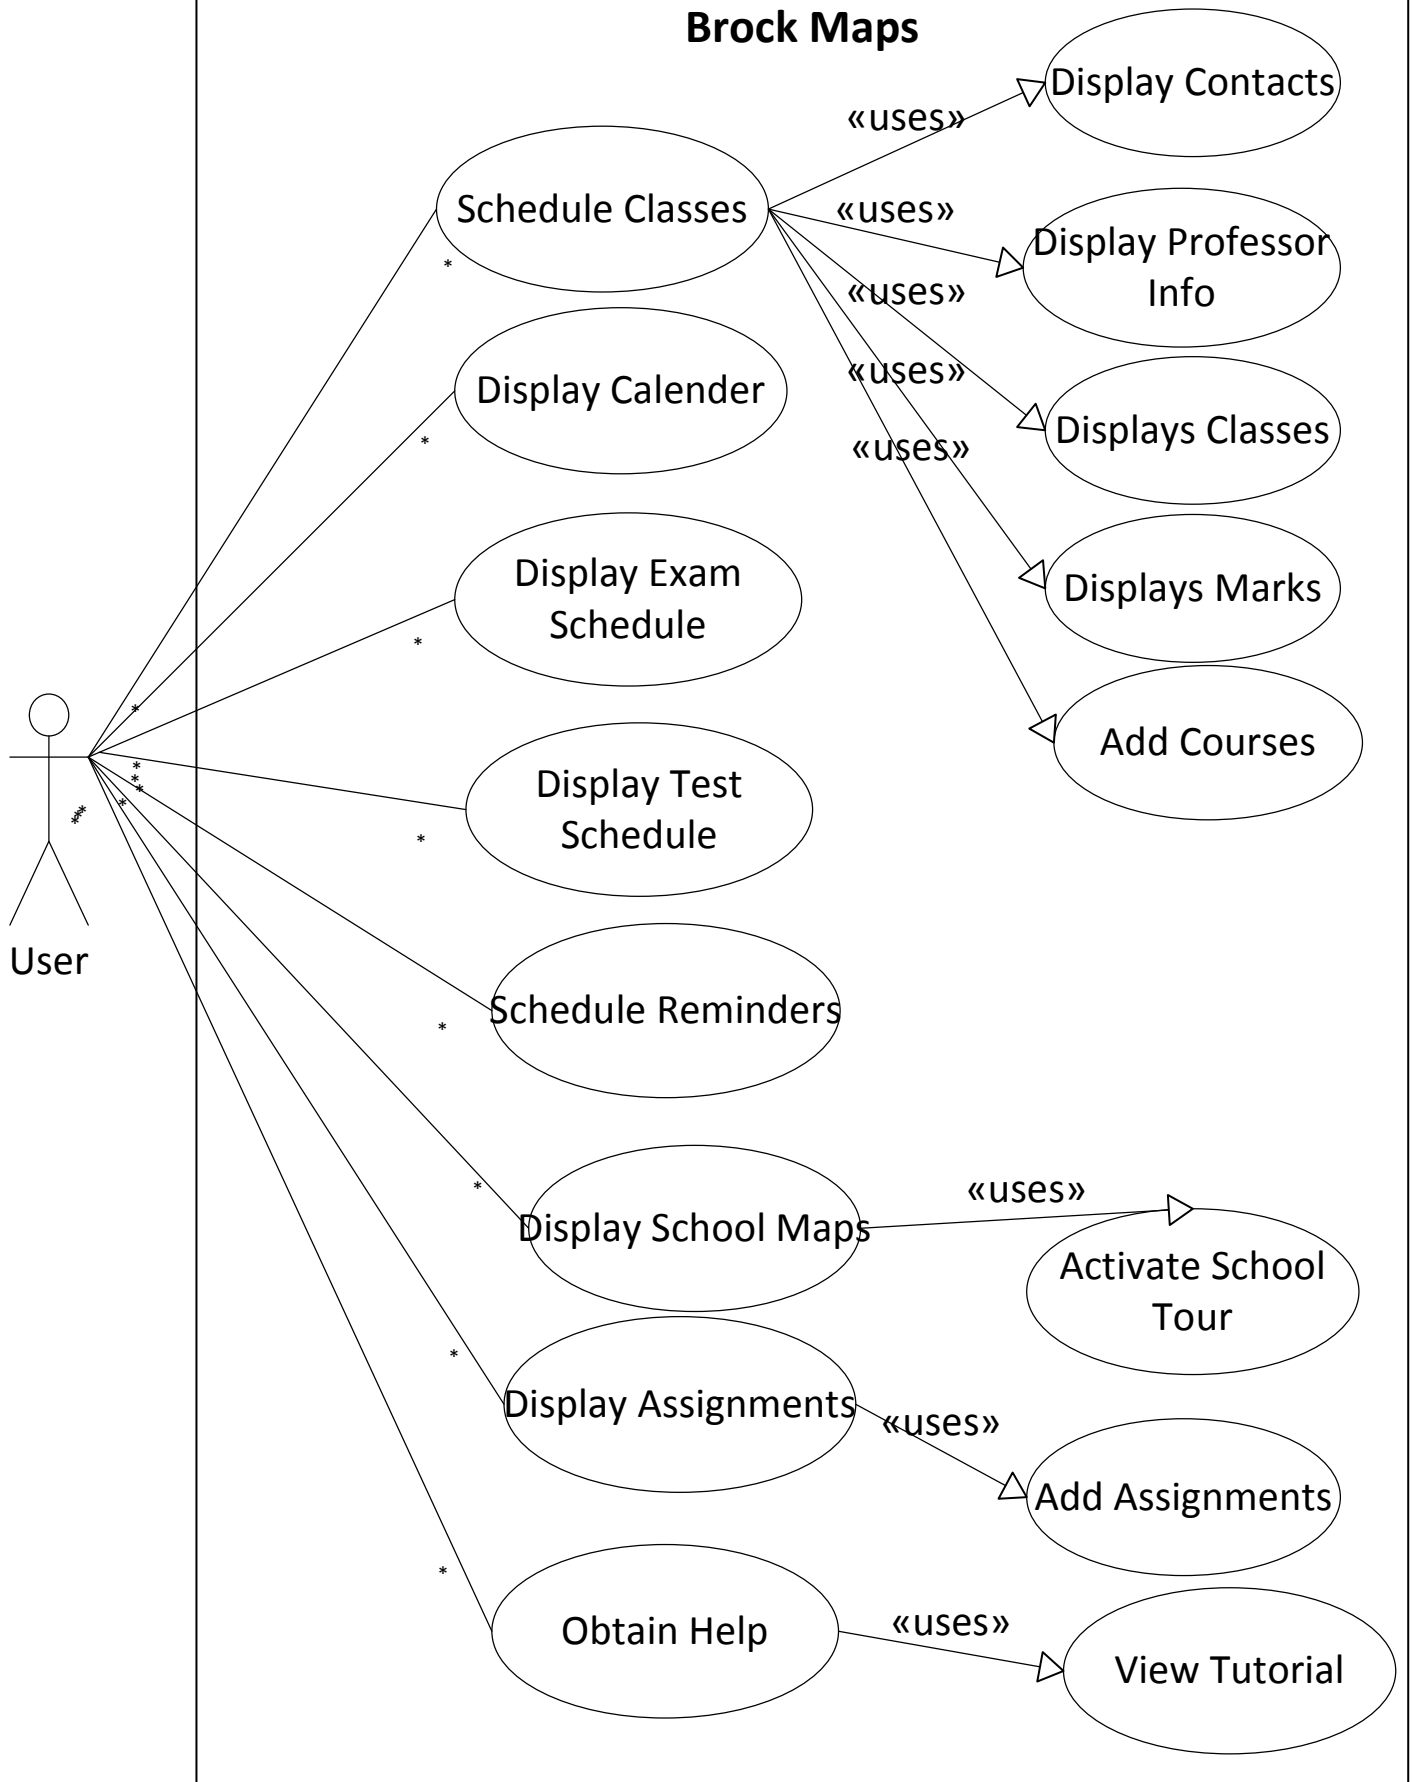 Brock Maps
Display Contacts
«uses»
Schedule Classes
«uses»
Display Professor
Info
*
«uses»
Display Calender
«uses»
Displays Classes
*
«uses»
Display Exam
Schedule
Displays Marks
*
*
Add Courses
*
*
*
*
*
*
*
Display Test
Schedule
*
User
Schedule Reminders
*
*
«uses»
Display School Maps
Activate School
Tour
*
Display Assignments
«uses»
Add Assignments
*
Obtain Help
«uses»
View Tutorial